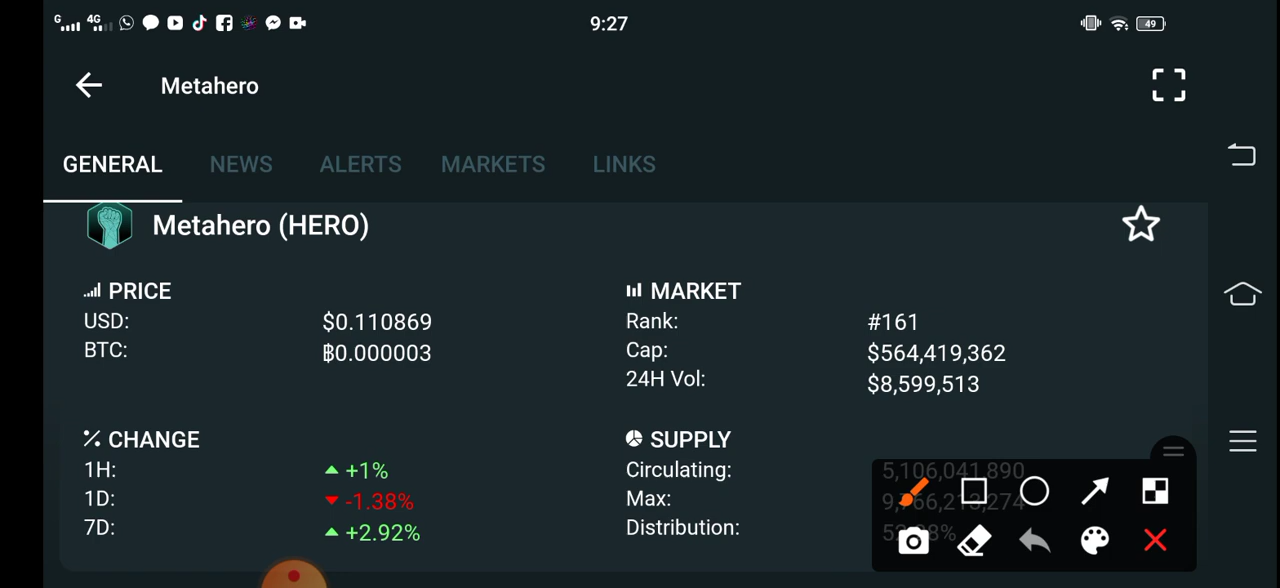 G 4G 9:27 49
Metahero
GENERAL NEWS ALERTS MARKETS LINKS
Metahero (HERO)
PRICE
USD: $0.110869
BTC: ฿0.000003
MARKET
Rank: #161
Cap: $564,419,362
24H Vol: $8,599,513
CHANGE
1H: +1%
1D: -1.38%
7D: +2.92%
SUPPLY
Circulating: 5,106,041,890
Max:
Distribution: